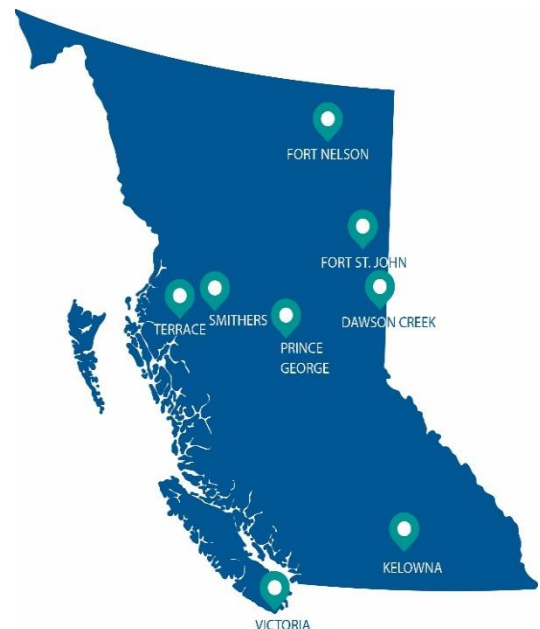 FORT NELSON
FORT ST. JOHN
DAWSON CREEK
SMITHERS
TERRACE
PRINCE
GEORGE
KELOWNA
VICTORIA